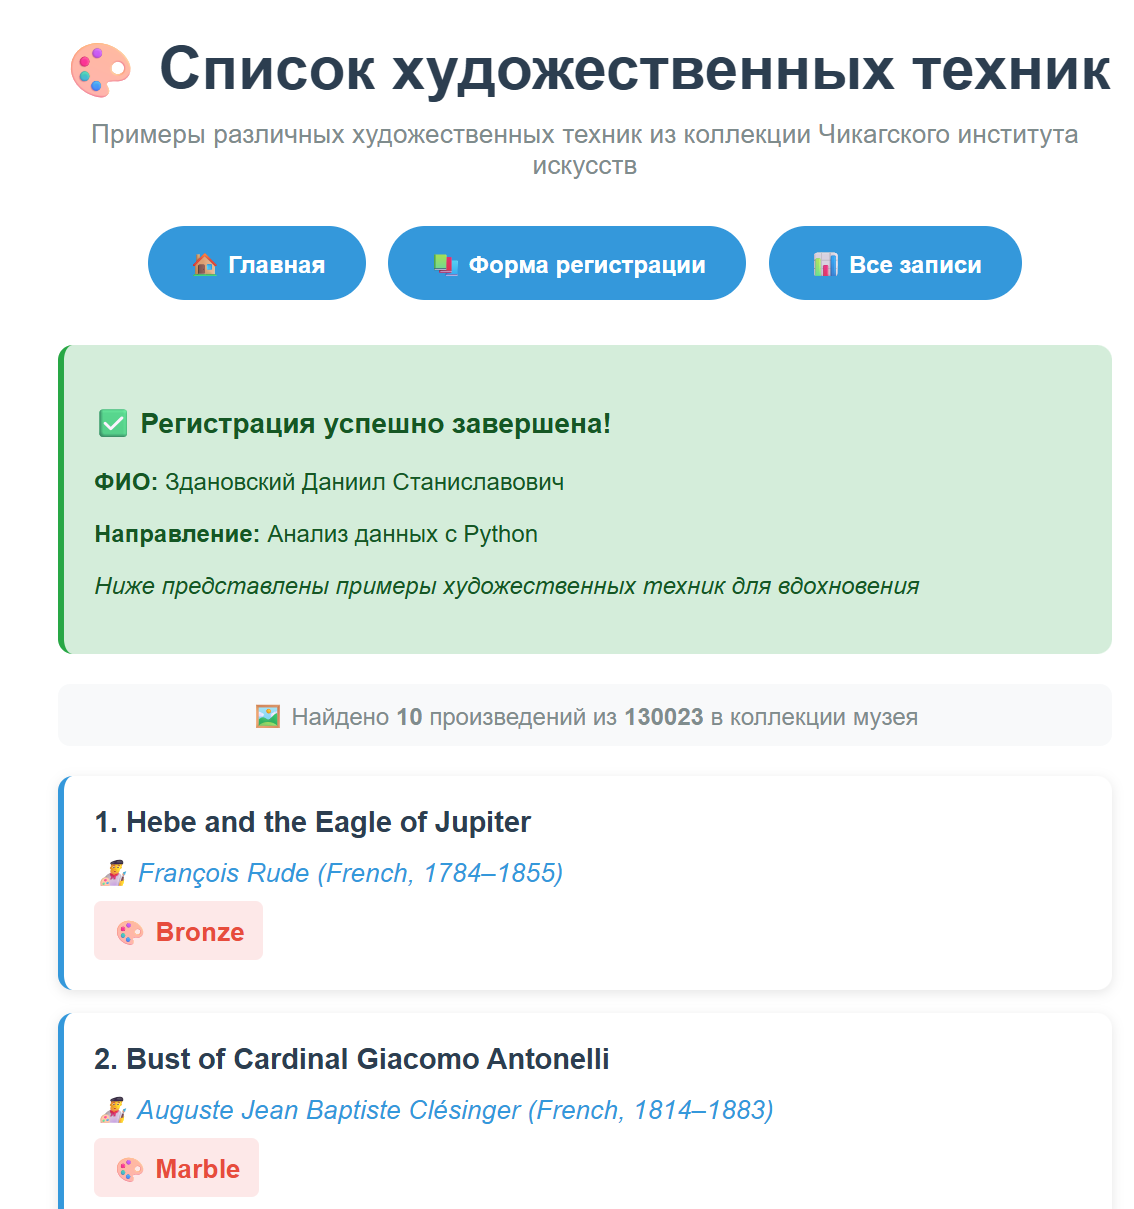 Список художественных техник
Примеры различных художественных техник из коллекции Чикагского института
искусств
Главная
Форма регистрации
Все записи
Регистрация успешно завершена!
ФИО: Здановский Даниил Станиславович
Направление: Анализ данных с Python
Ниже представлены примеры художественных техник для вдохновения
Найдено 10 произведений из 130023 в коллекции музея
1. Hebe and the Eagle of Jupiter
François Rude (French, 1784–1855)
Bronze
2. Bust of Cardinal Giacomo Antonelli
Auguste Jean Baptiste Clésinger (French, 1814–1883)
Marble